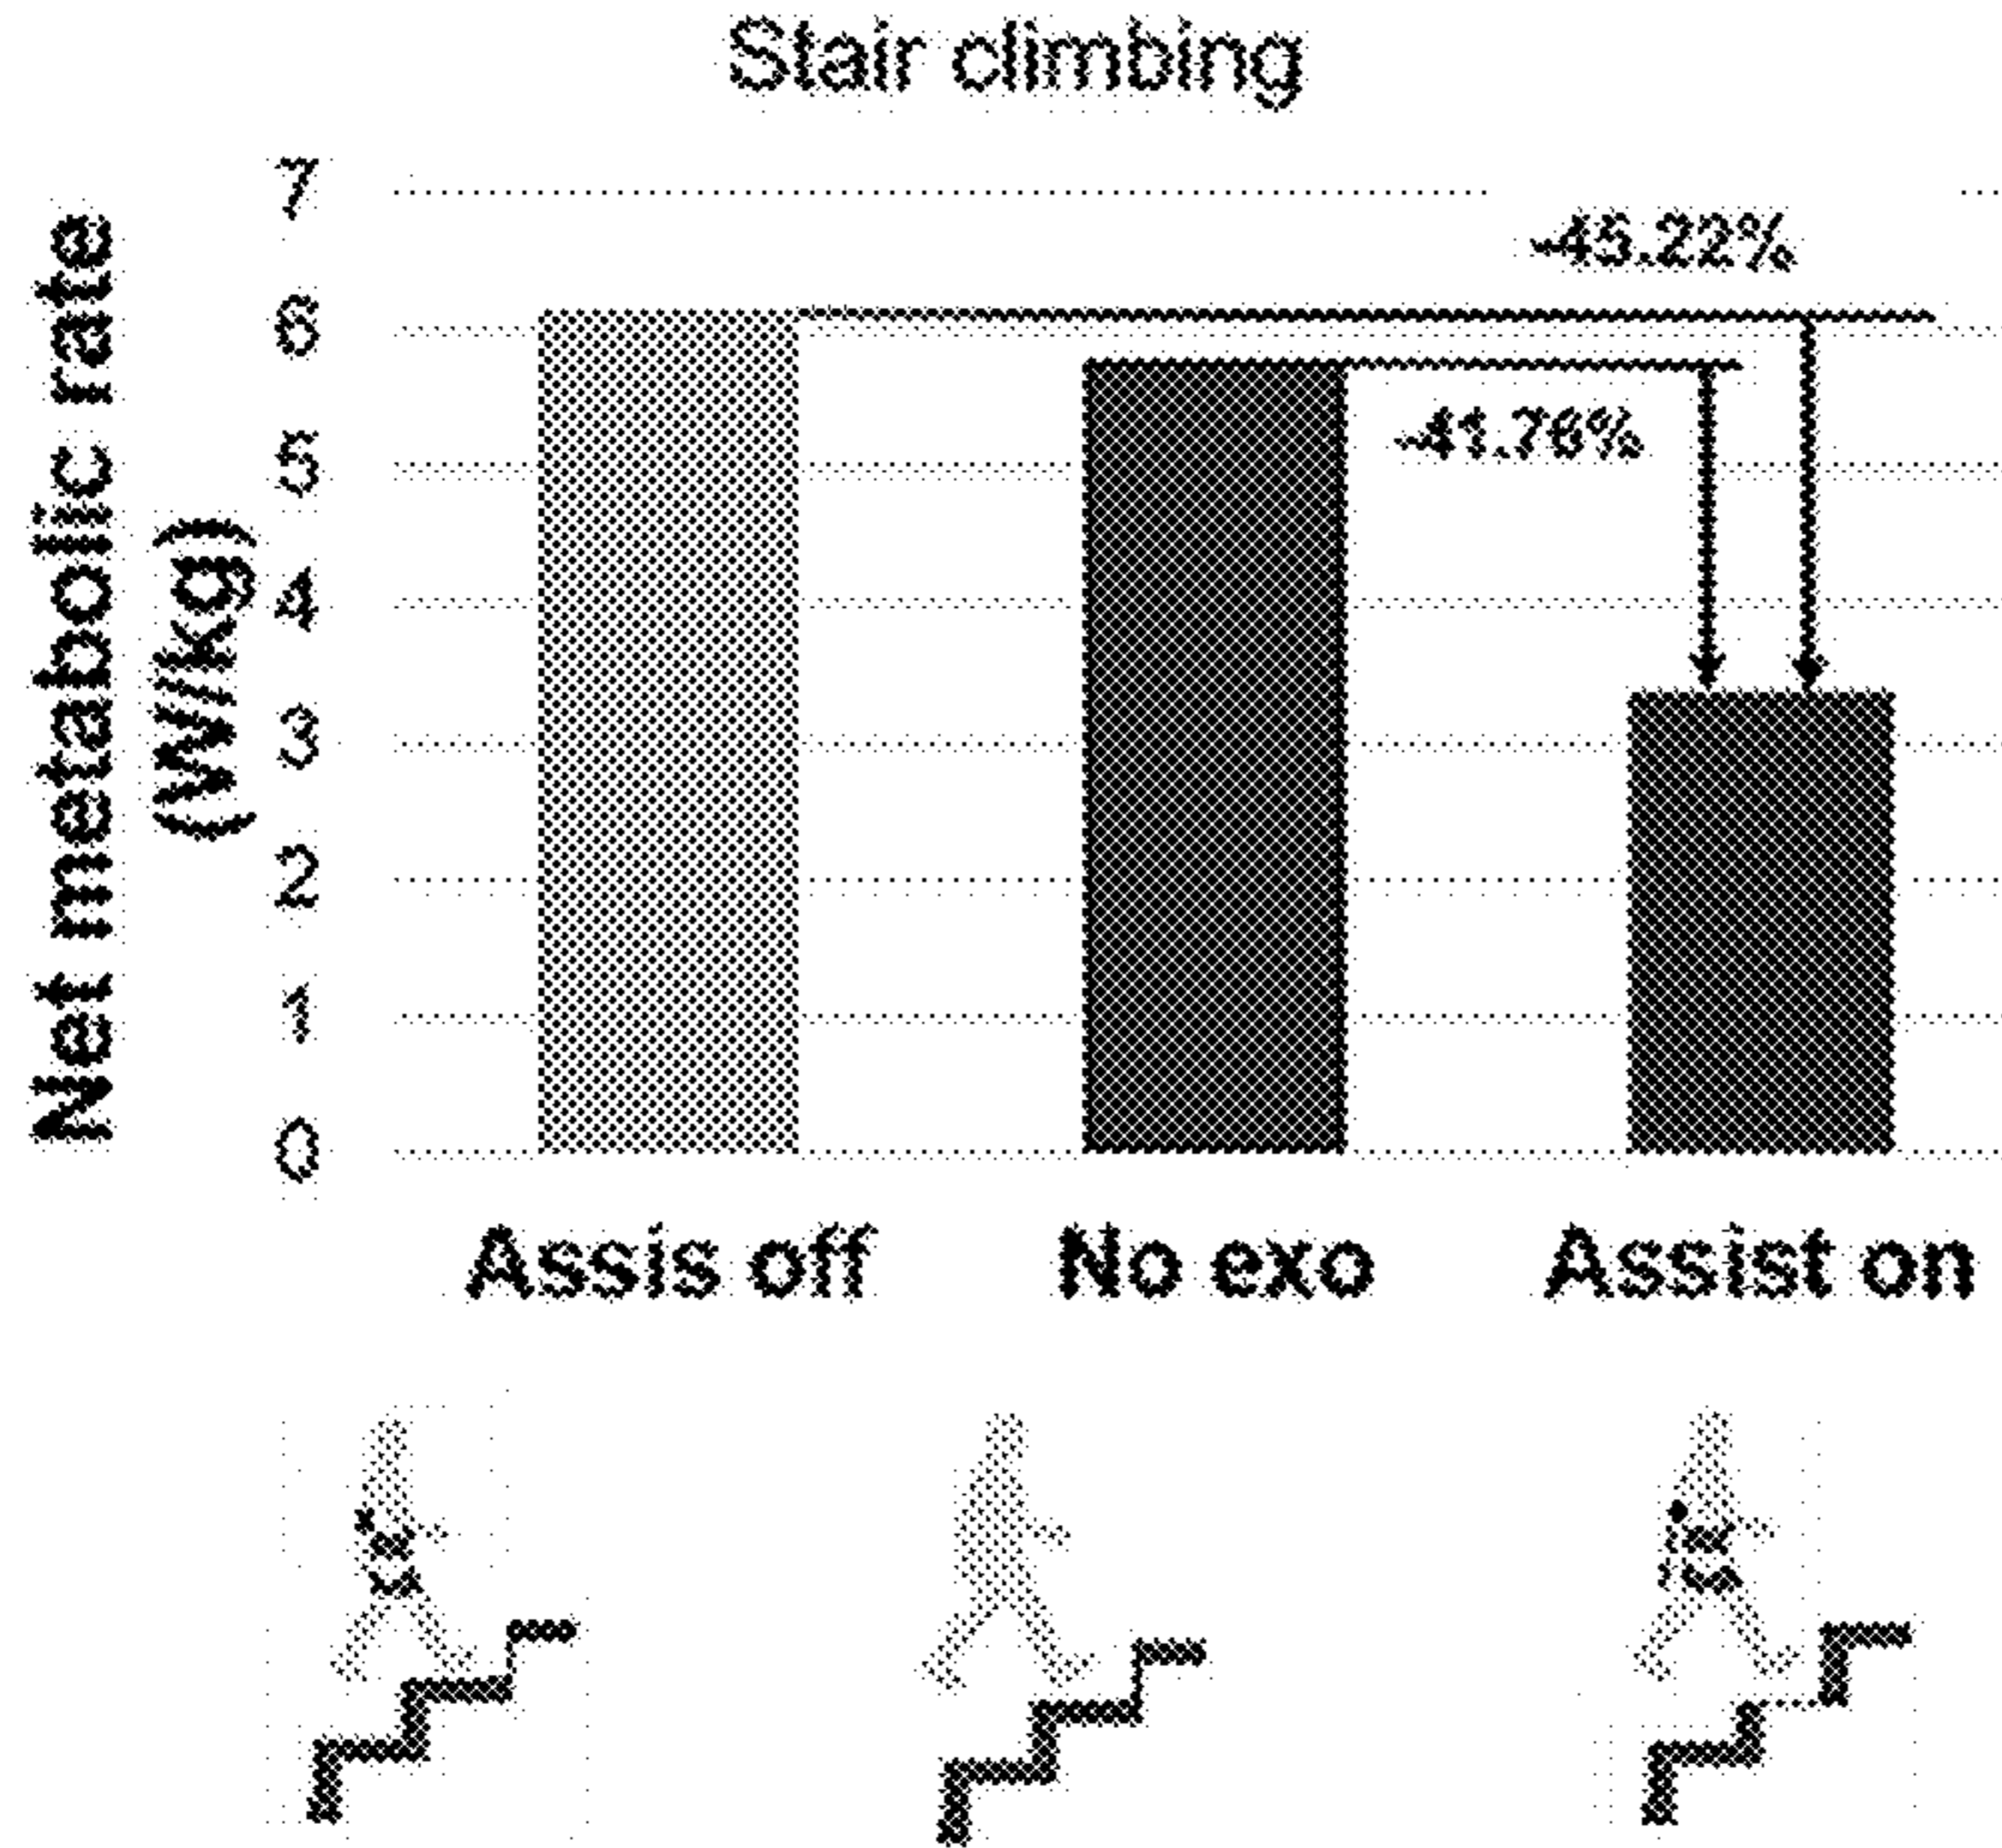 Stair climbing
Net metabolic rate
(W/kg)
7
6
5
4
3
2
1
0
-45.22%
-41.76%
Assis off
No exo
Assist on